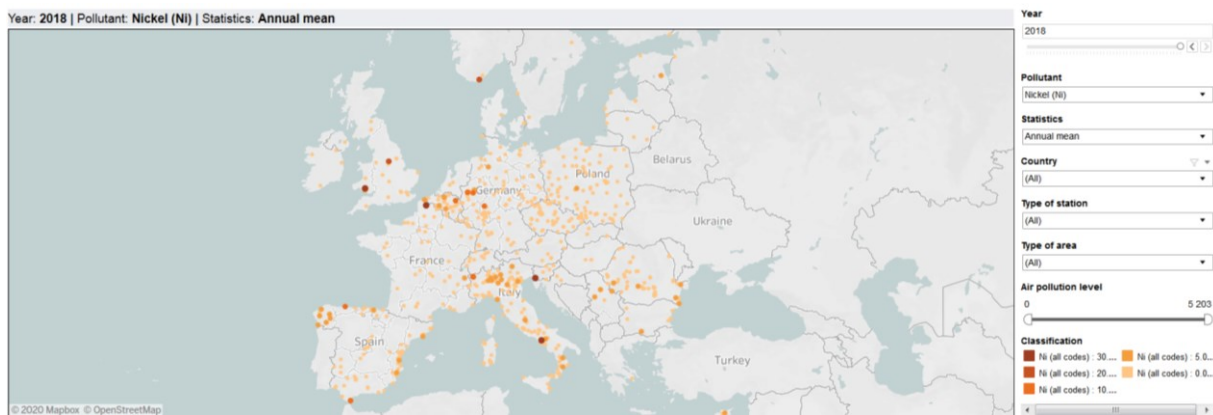 Year: 2018 | Pollutant: Nickel (Ni) | Statistics: Annual mean
Belarus
Poland
Germany
Ukraine
France
Italy
Spain
Turkey
© 2020 Mapbox © OpenStreetMap
Year
2018
Pollutant
Nickel (Ni)
Statistics
Annual mean
Country
(All)
Type of station
(All)
Type of area
(All)
Air pollution level
0 5 203
Classification
Ni (all codes) : 30.... Ni (all codes) : 5.0...
Ni (all codes) : 20.... Ni (all codes) : 0.0...
Ni (all codes) : 10....